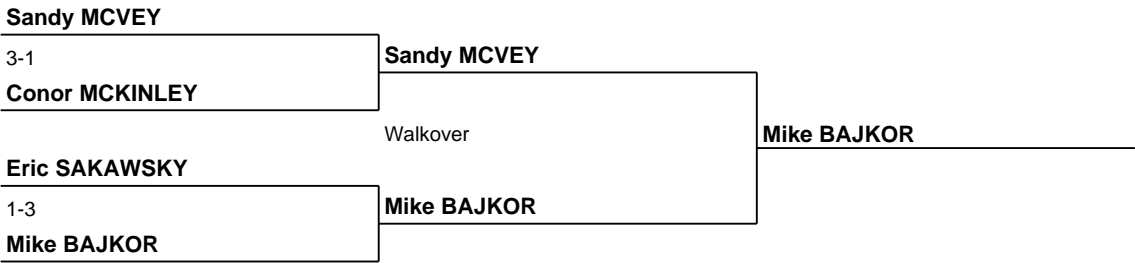 Sandy MCVEY
3-1
Sandy MCVEY
Conor MCKINLEY
Walkover
Mike BAJKOR
Eric SAKAWSKY
1-3
Mike BAJKOR
Mike BAJKOR